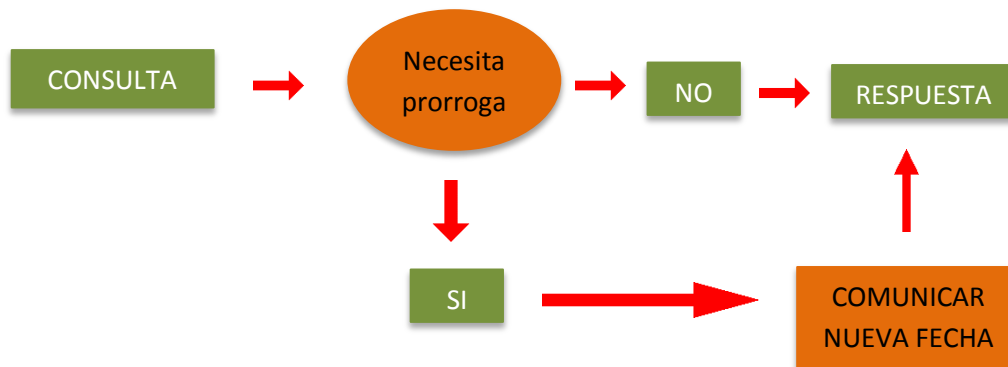 CONSULTA
Necesita
prorroga
NO
RESPUESTA
SI
COMUNICAR
NUEVA FECHA